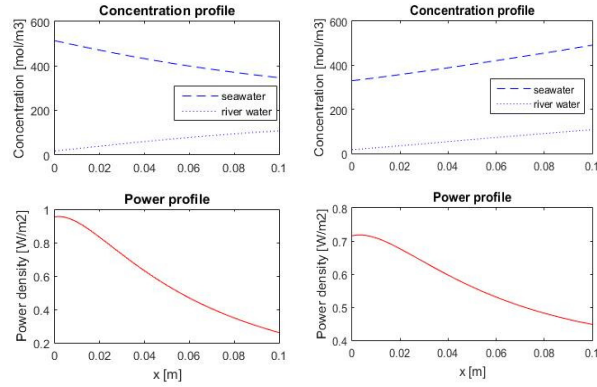 Concentration profile
Concentration [mol/m3]
600
400
200
0
seawater
river water
0 0.02 0.04 0.06 0.08 0.1
Concentration profile
Concentration [mol/m3]
600
400
200
0
seawater
river water
0 0.02 0.04 0.06 0.08 0.1
Power profile
Power density [W/m2]
1
0.8
0.6
0.4
0.2
0 0.02 0.04 0.06 0.08 0.1
x [m]
Power profile
Power density [W/m2]
0.8
0.7
0.6
0.5
0.4
0 0.02 0.04 0.06 0.08 0.1
x [m]